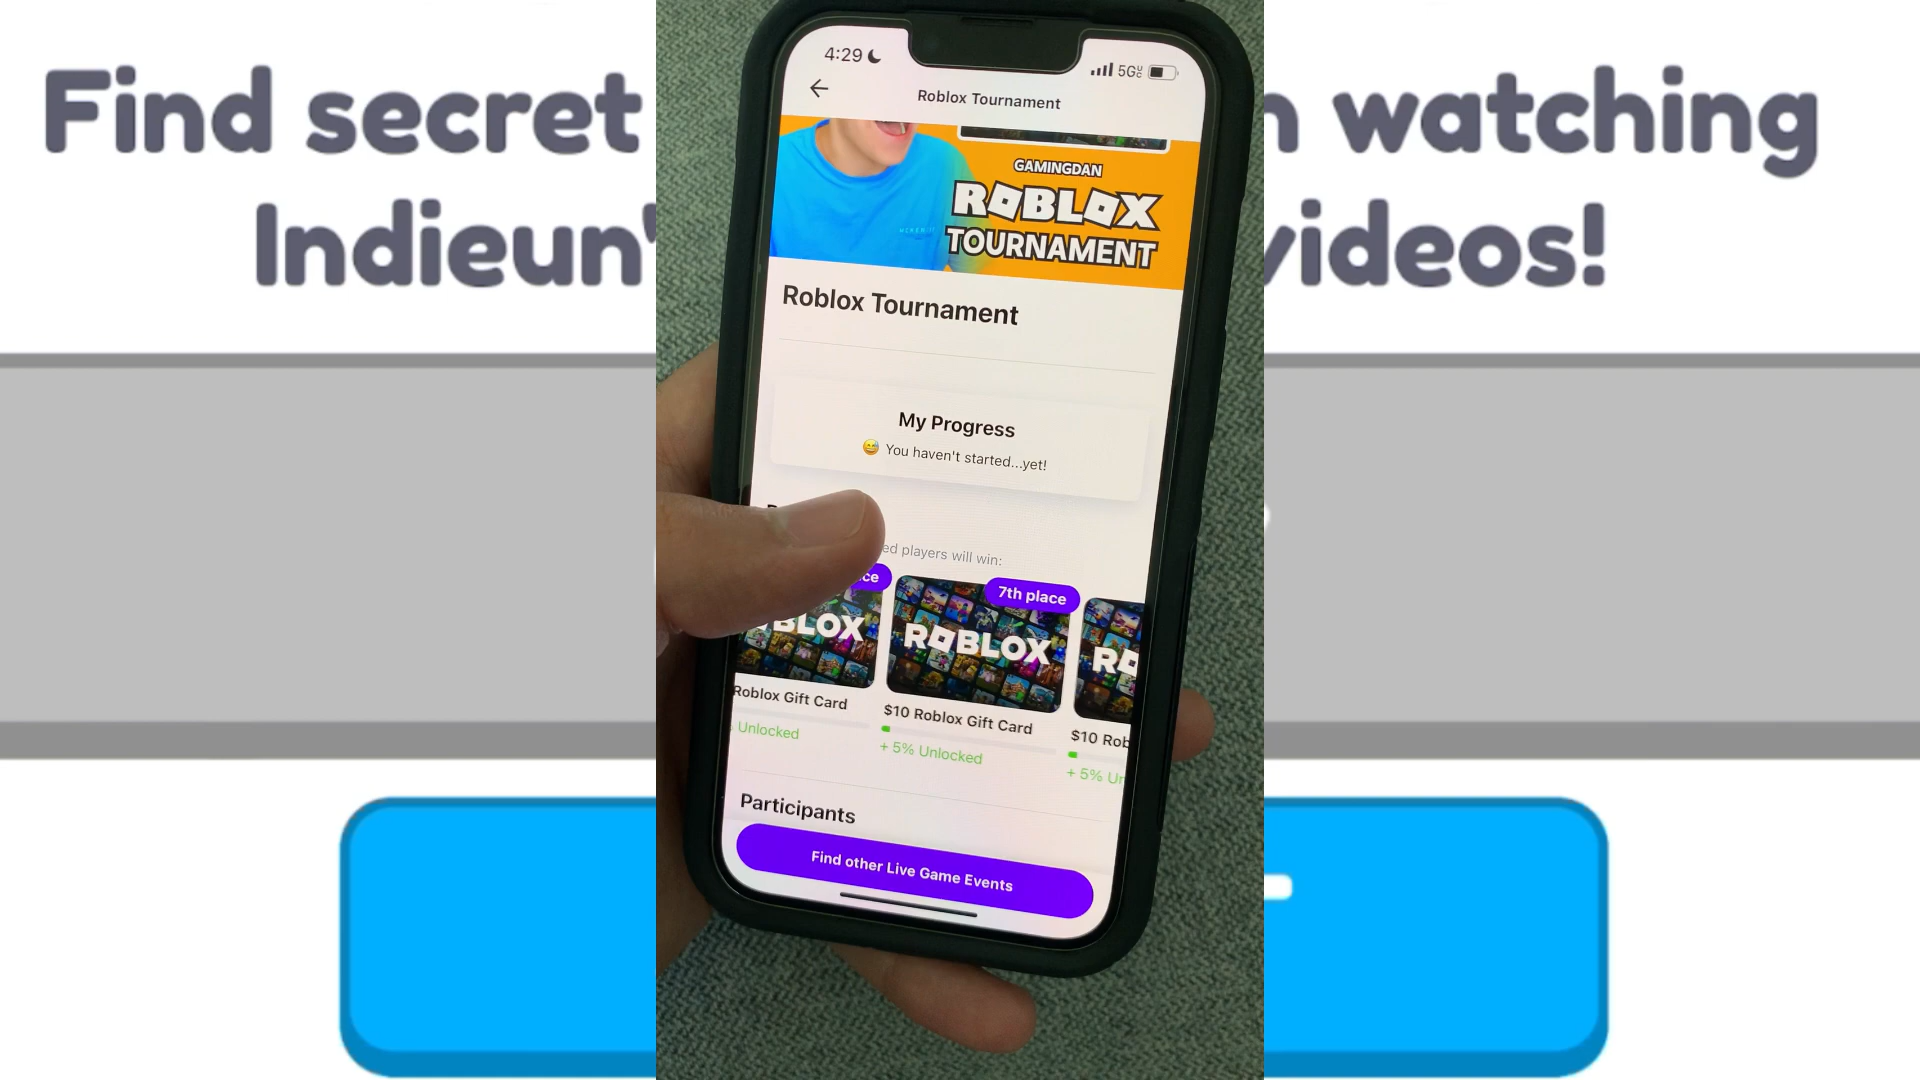 Find secret
n watching
Indieun'
videos!
4:29
5G UC
Roblox Tournament
GAMINGDAN
ROBLOX
TOURNAMENT
Roblox Tournament
My Progress
😅 You haven't started...yet!
ed players will win:
ce
7th place
BLOX
ROBLOX
RO
Roblox Gift Card
$10 Roblox Gift Card
$10 Rob
Unlocked
+ 5% Unlocked
+ 5% Un
Participants
Find other Live Game Events